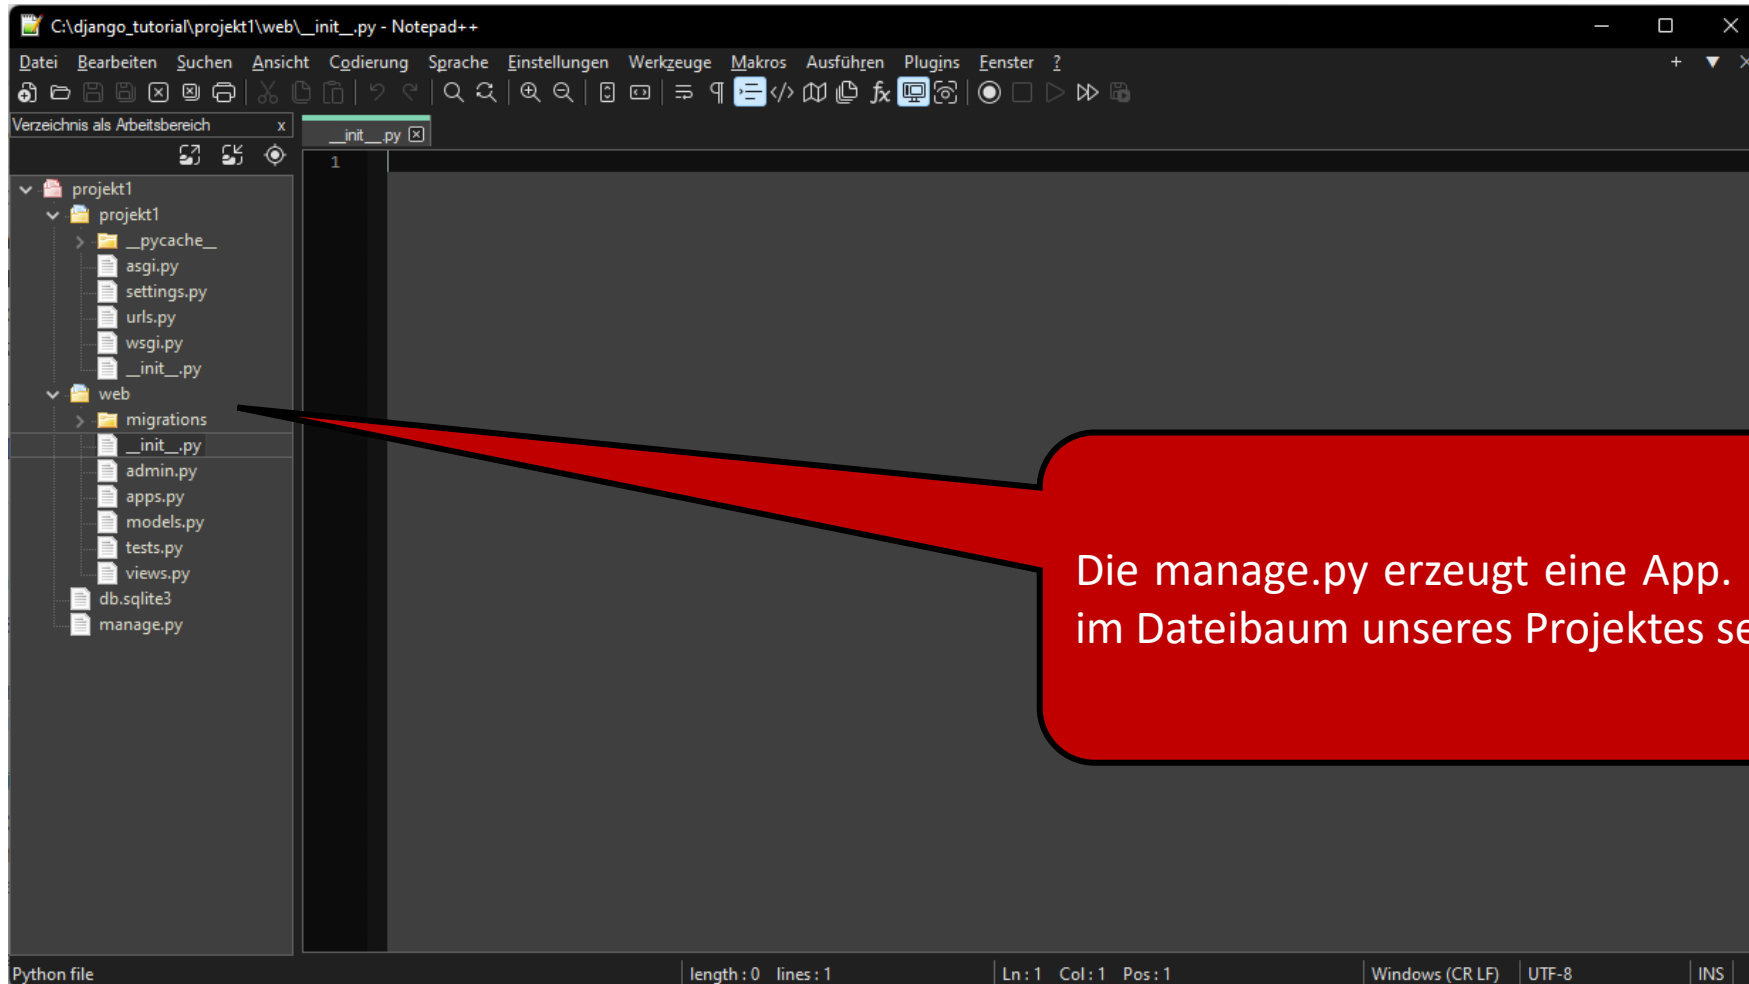 C:\django_tutorial\projekt1\web\__init__.py - Notepad++
Datei Bearbeiten Suchen Ansicht Codierung Sprache Einstellungen Werkzeuge Makros Ausführen Plugins Fenster ?
Verzeichnis als Arbeitsbereich x
__init__.py
1
projekt1
projekt1
__pycache__
asgi.py
settings.py
urls.py
wsgi.py
__init__.py
web
migrations
__init__.py
admin.py
apps.py
models.py
tests.py
views.py
db.sqlite3
manage.py
Die manage.py erzeugt eine App.
im Dateibaum unseres Projektes se
Python file length : 0 lines : 1 Ln : 1 Col : 1 Pos : 1 Windows (CR LF) UTF-8 INS